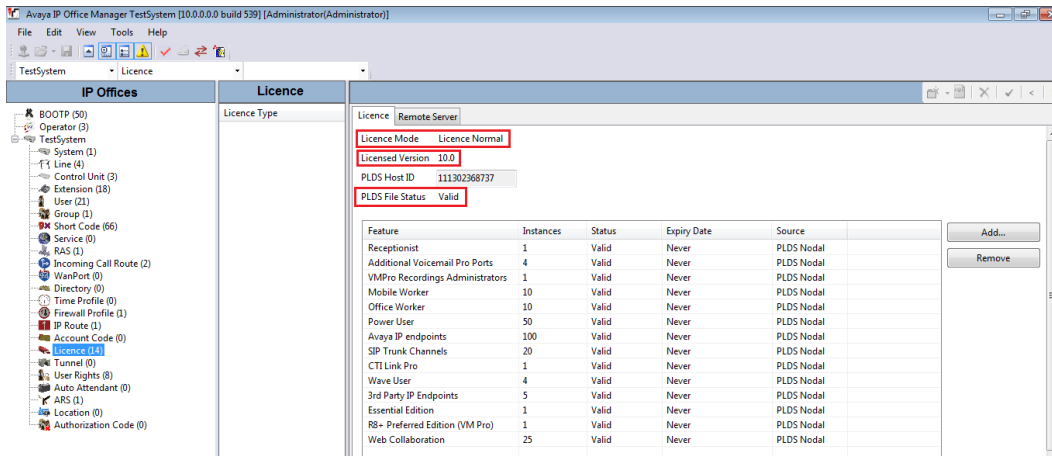 Avaya IP Office Manager TestSystem [10.0.0.0.0 build 539] [Administrator(Administrator)]
File Edit View Tools Help
TestSystem Licence
IP Offices
BOOTP (50)
Operator (3)
TestSystem
System (1)
Line (4)
Control Unit (3)
Extension (18)
User (21)
Group (1)
Short Code (66)
Service (0)
RAS (1)
Incoming Call Route (2)
WanPort (0)
Directory (0)
Time Profile (0)
Firewall Profile (1)
IP Route (1)
Account Code (0)
Licence (14)
Tunnel (0)
User Rights (8)
Auto Attendant (0)
ARS (1)
Location (0)
Authorization Code (0)
Licence
Licence Type
Licence Remote Server
Licence Mode Licence Normal
Licensed Version 10.0
PLDS Host ID 111302368737
PLDS File Status Valid
Feature Instances Status Expiry Date Source
Receptionist 1 Valid Never PLDS Nodal
Additional Voicemail Pro Ports 4 Valid Never PLDS Nodal
VMPro Recordings Administrators 1 Valid Never PLDS Nodal
Mobile Worker 10 Valid Never PLDS Nodal
Office Worker 10 Valid Never PLDS Nodal
Power User 50 Valid Never PLDS Nodal
Avaya IP endpoints 100 Valid Never PLDS Nodal
SIP Trunk Channels 20 Valid Never PLDS Nodal
CTI Link Pro 1 Valid Never PLDS Nodal
Wave User 4 Valid Never PLDS Nodal
3rd Party IP Endpoints 5 Valid Never PLDS Nodal
Essential Edition 1 Valid Never PLDS Nodal
R8+ Preferred Edition (VM Pro) 1 Valid Never PLDS Nodal
Web Collaboration 25 Valid Never PLDS Nodal
Add...
Remove